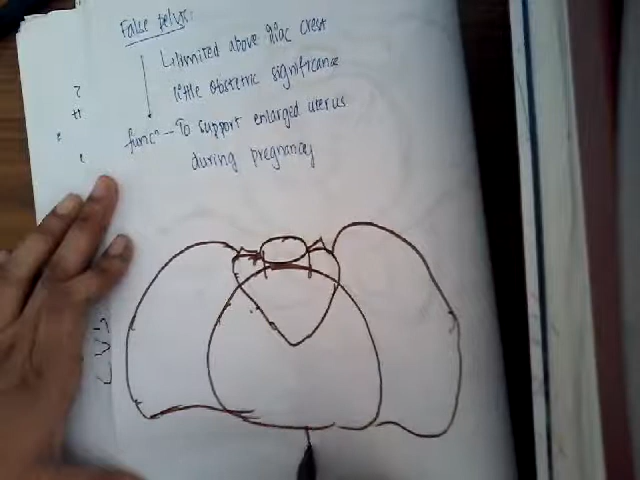 False pelvis:
Limited above iliac crest
little obstetric significance
funcⁿ - To support enlarged uterus
during pregnancy